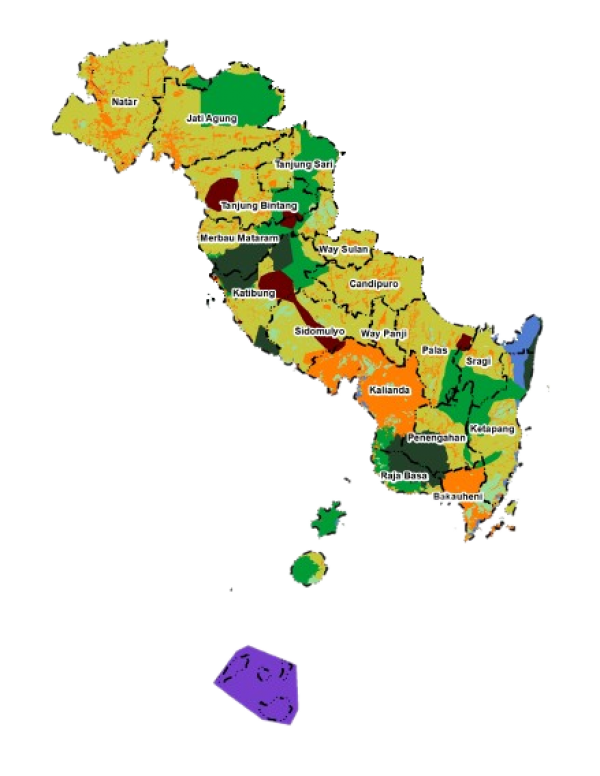 Natar
Jati Agung
Tanjung Sari
Tanjung Bintang
Merbau Mataram
Way Sulan
Candipuro
Katibung
Sidomulyo
Way Panji
Palas
Sragi
Kalianda
Ketapang
Penengahan
Raja Basa
Bakauheni